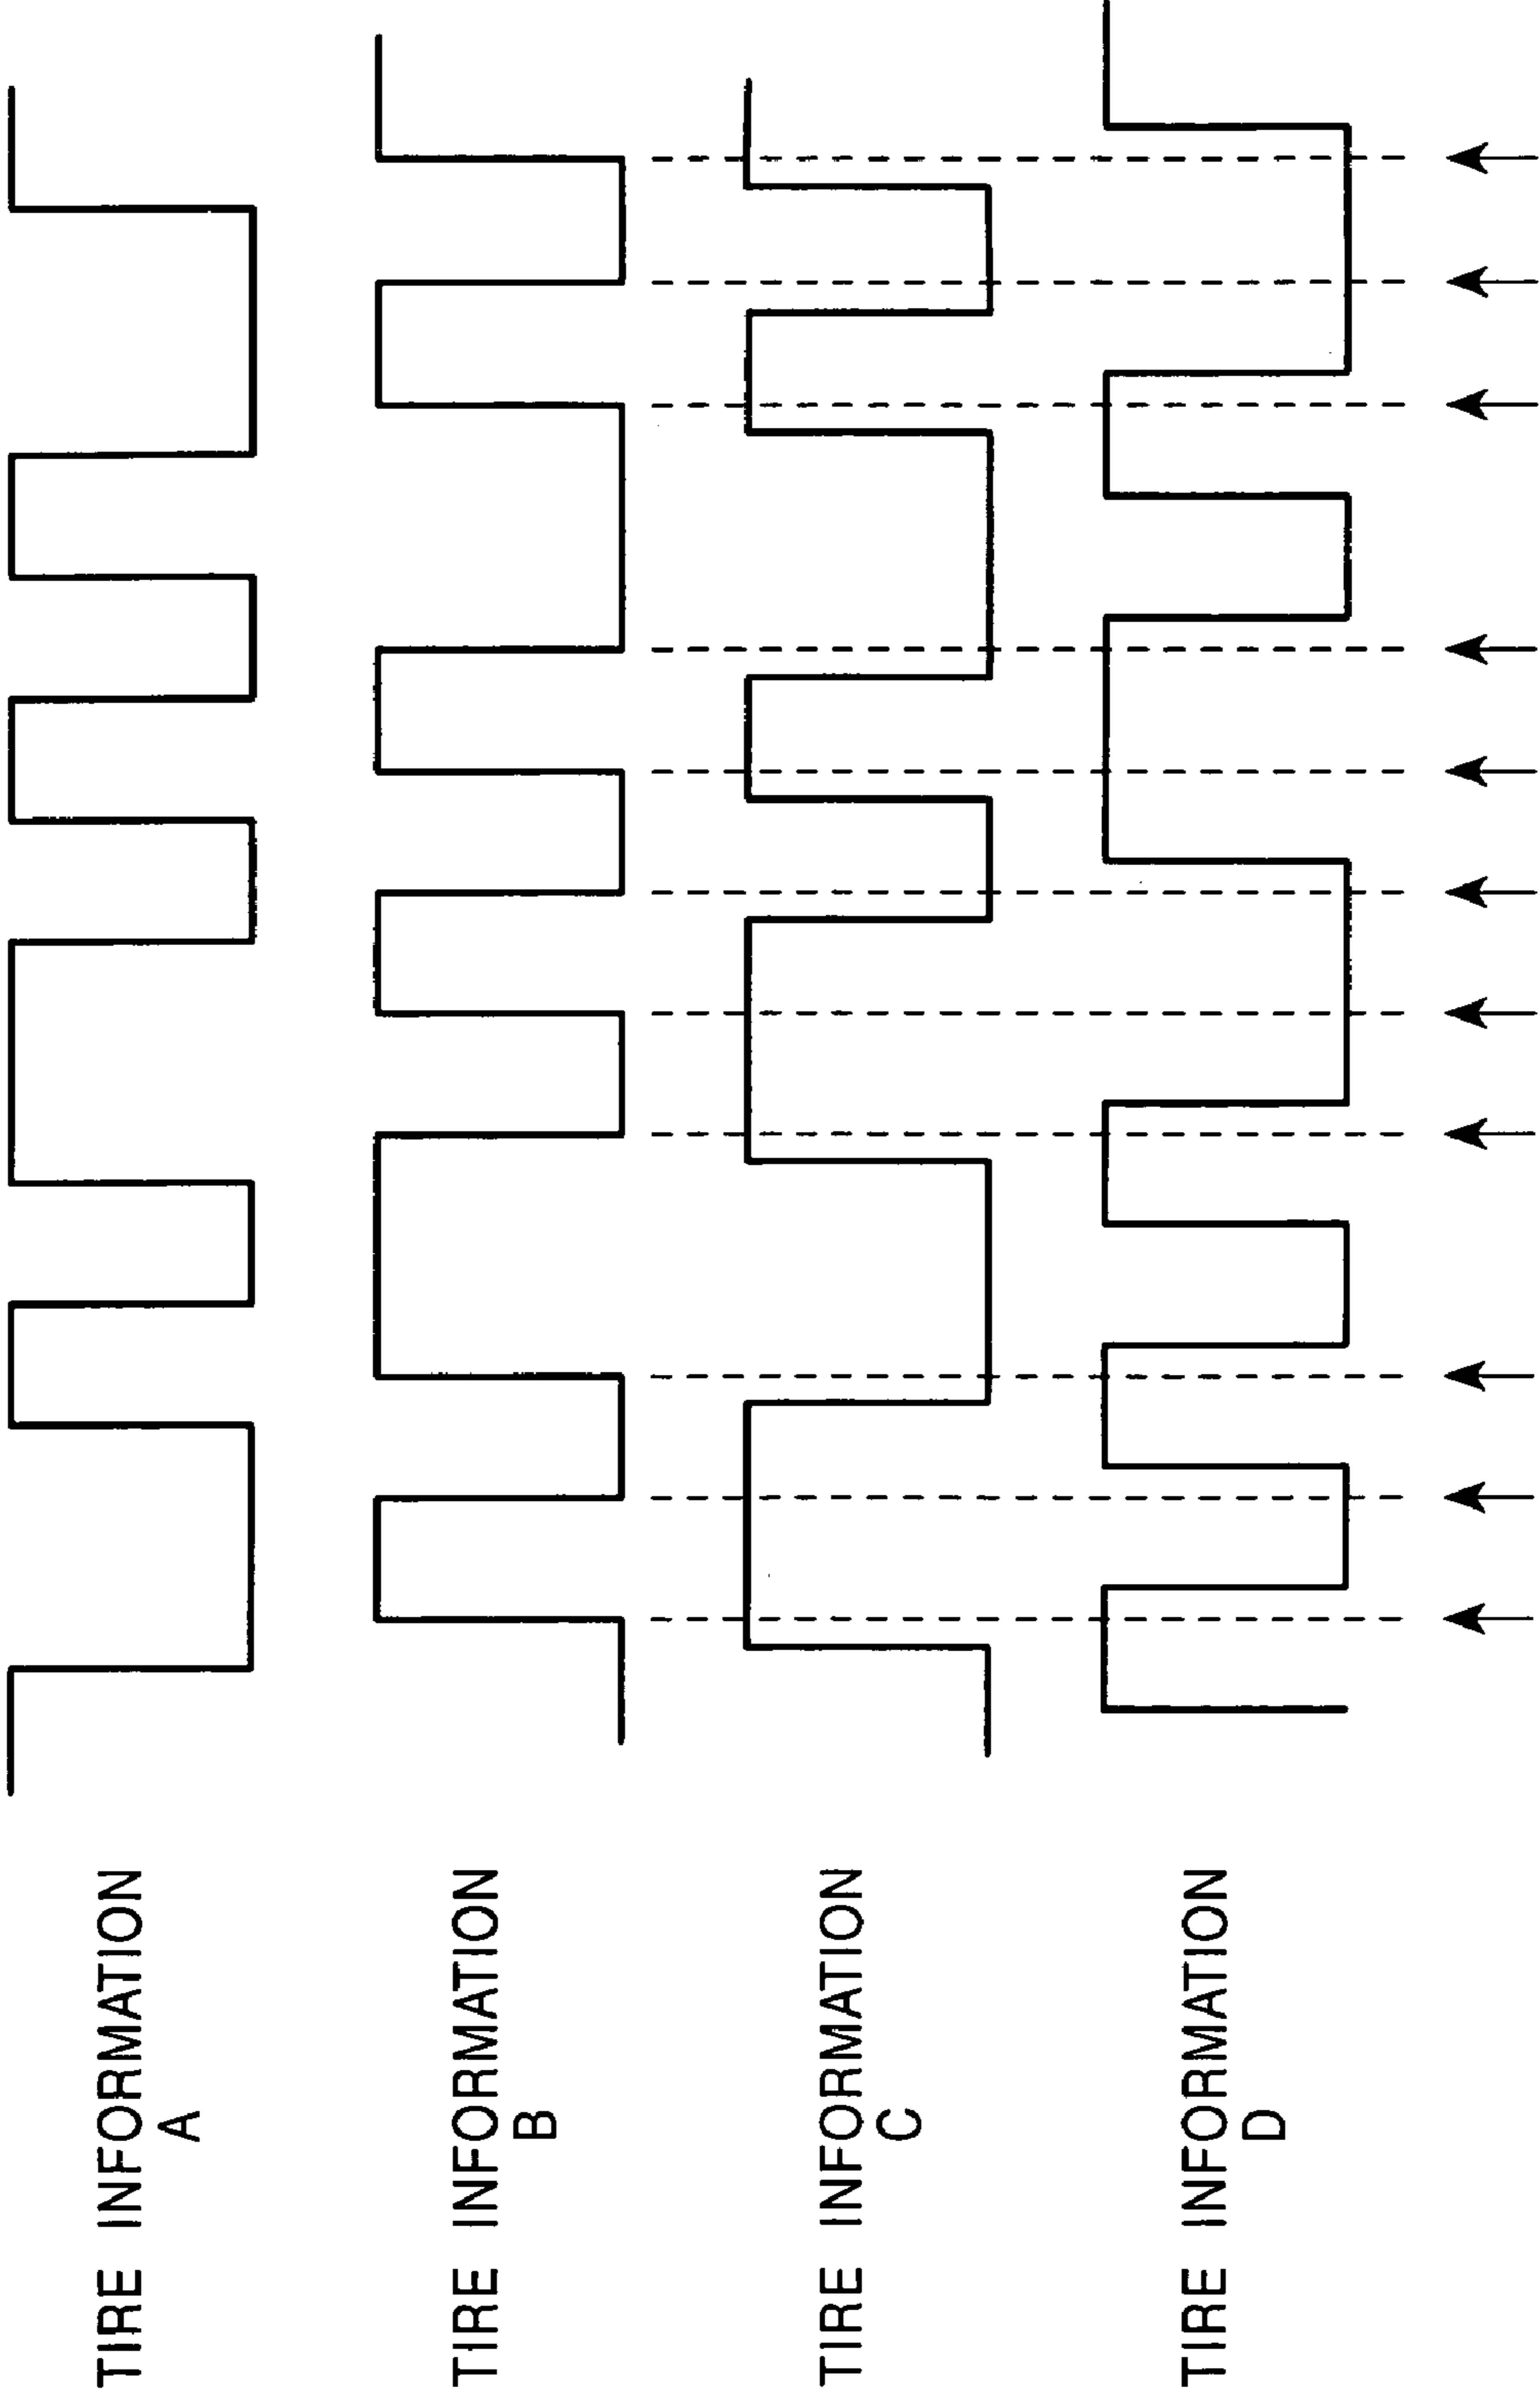 TIRE INFORMATION
A
TIRE INFORMATION
B
TIRE INFORMATION
C
TIRE INFORMATION
D